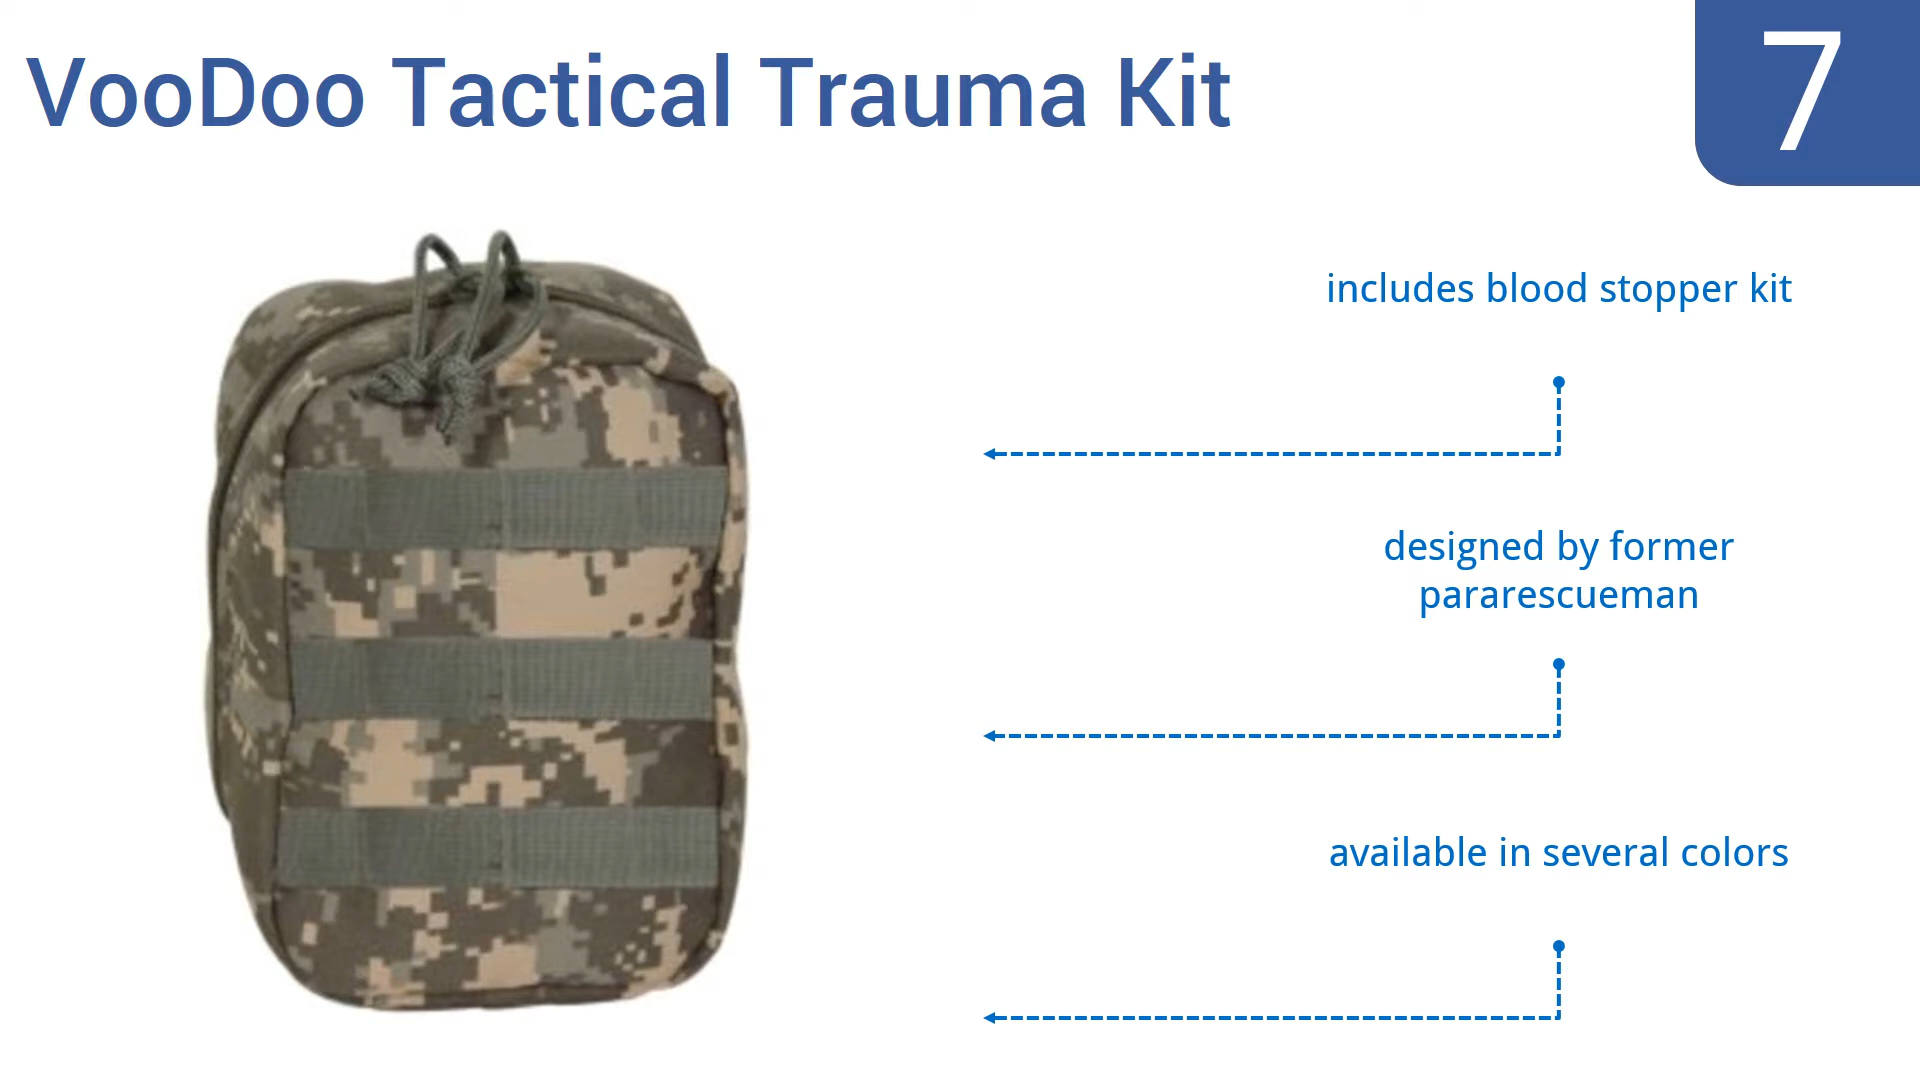 VooDoo Tactical Trauma Kit
7
includes blood stopper kit
designed by former
pararescueman
available in several colors